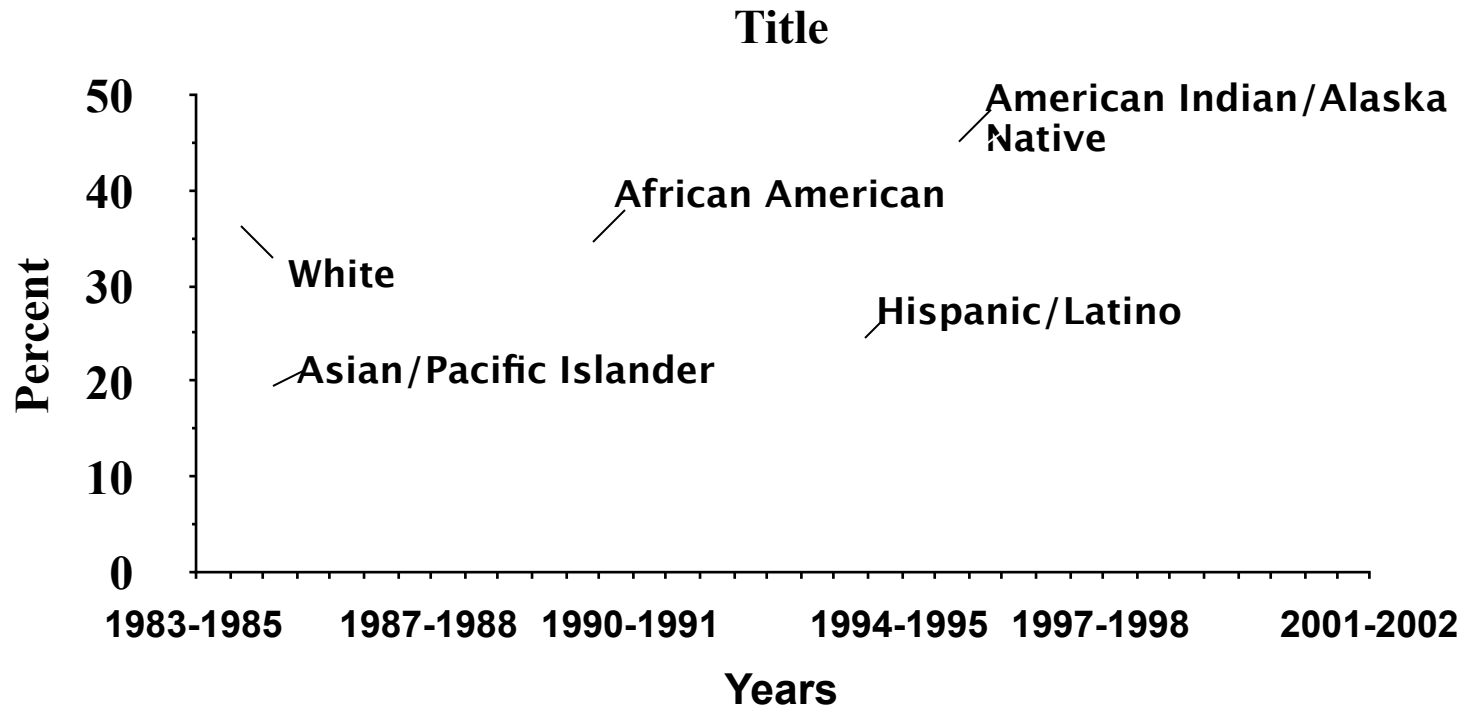 Title
50
American Indian/Alaska
Native
40
African American
White
30
Hispanic/Latino
Asian/Pacific Islander
20
10
0
Percent
1983-1985
1987-1988
1990-1991
1994-1995
1997-1998
2001-2002
Years